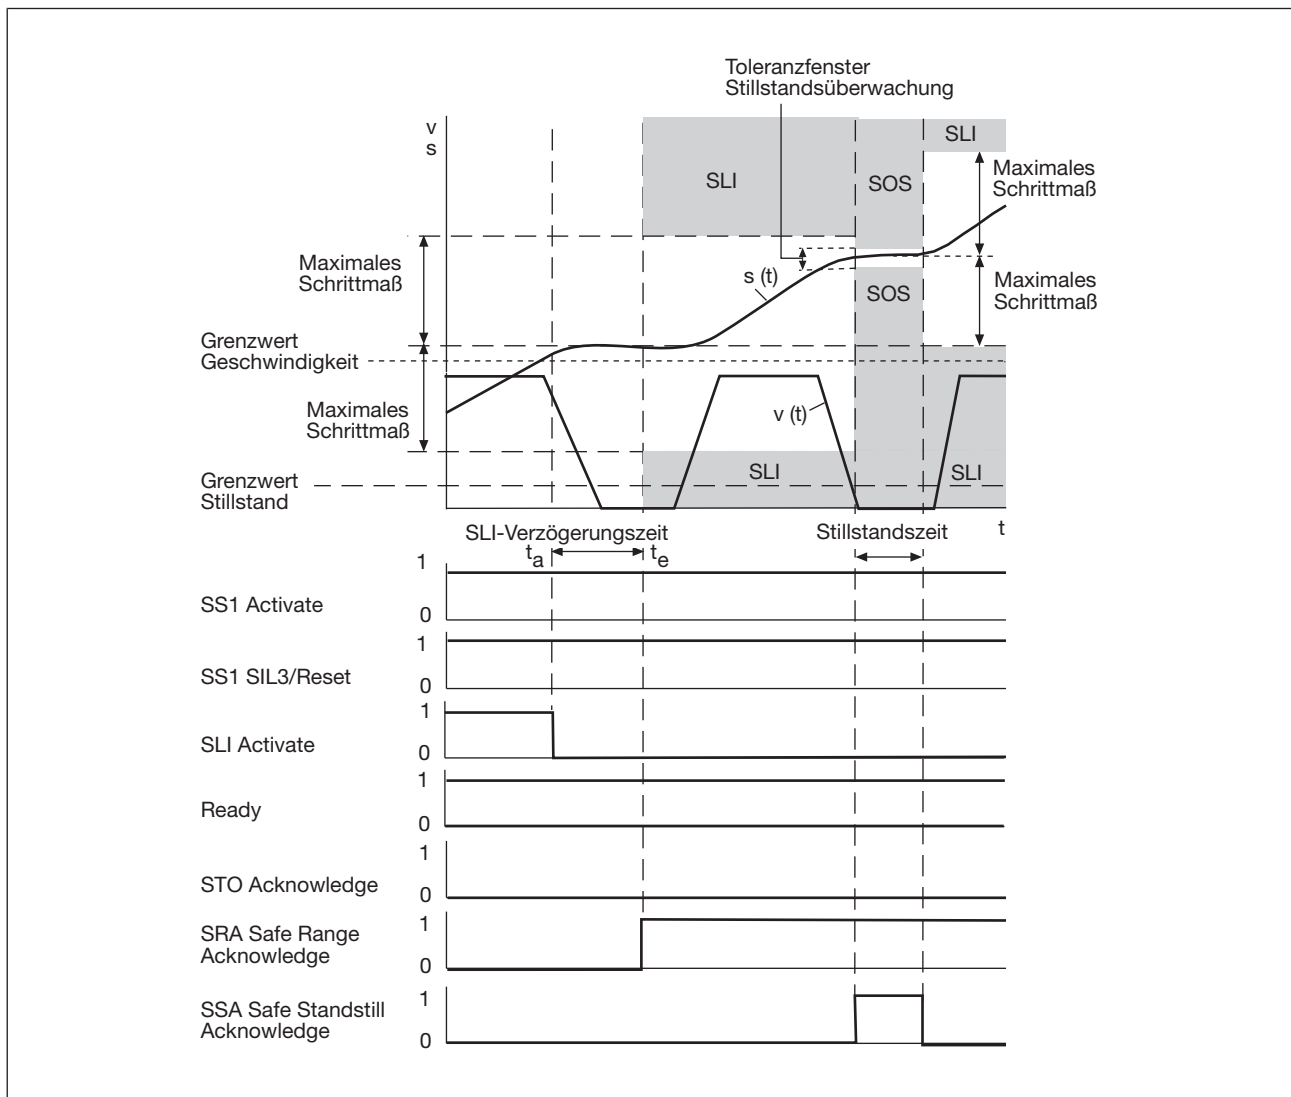 Toleranzfenster
Stillstandsüberwachung
v
s
SLI
SLI
SOS
Maximales
Schrittmaß
Maximales
Schrittmaß
s (t)
SOS
Maximales
Schrittmaß
Grenzwert
Geschwindigkeit
Maximales
Schrittmaß
v (t)
SLI
SLI
Grenzwert
Stillstand
SLI-Verzögerungszeit
Stillstandszeit
t
ta
te
1
SS1 Activate
0
1
SS1 SIL3/Reset
0
1
SLI Activate
0
1
Ready
0
1
STO Acknowledge
0
1
SRA Safe Range
Acknowledge
0
1
SSA Safe Standstill
Acknowledge
0